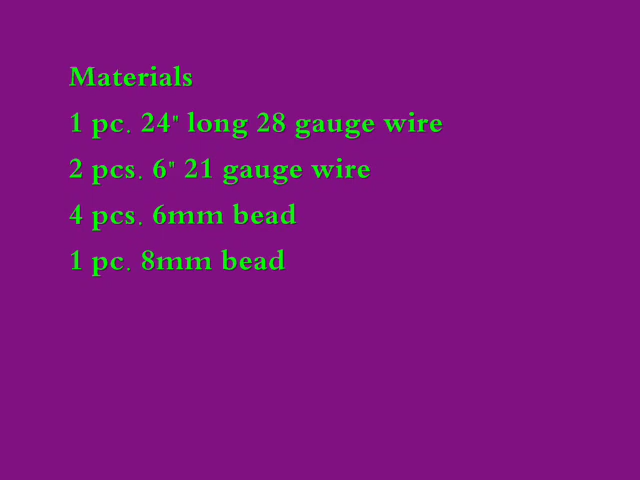 Materials
1 pc. 24" long 28 gauge wire
2 pcs. 6" 21 gauge wire
4 pcs. 6mm bead
1 pc. 8mm bead